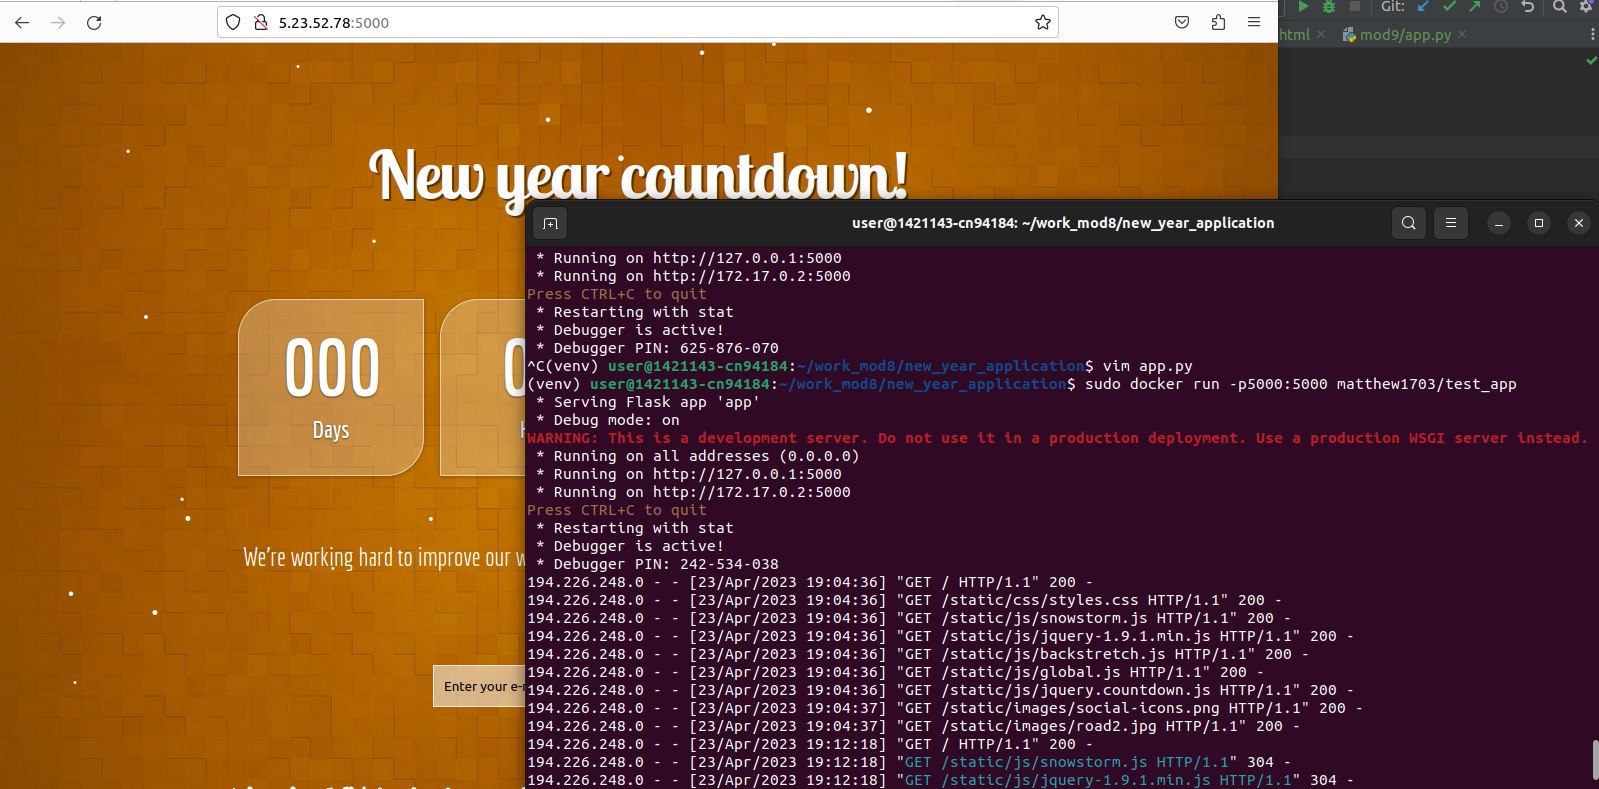 5.23.52.78:5000
Git:
html
mod9/app.py
New year countdown!
000
Days
We're working hard to improve our w
Enter your e-
user@1421143-cn94184: ~/work_mod8/new_year_application
* Running on http://127.0.0.1:5000
* Running on http://172.17.0.2:5000
Press CTRL+C to quit
* Restarting with stat
* Debugger is active!
* Debugger PIN: 625-876-070
^C(venv) user@1421143-cn94184:~/work_mod8/new_year_application$ vim app.py
(venv) user@1421143-cn94184:~/work_mod8/new_year_application$ sudo docker run -p5000:5000 matthew1703/test_app
* Serving Flask app 'app'
* Debug mode: on
WARNING: This is a development server. Do not use it in a production deployment. Use a production WSGI server instead.
* Running on all addresses (0.0.0.0)
* Running on http://127.0.0.1:5000
* Running on http://172.17.0.2:5000
Press CTRL+C to quit
* Restarting with stat
* Debugger is active!
* Debugger PIN: 242-534-038
194.226.248.0 - - [23/Apr/2023 19:04:36] "GET / HTTP/1.1" 200 -
194.226.248.0 - - [23/Apr/2023 19:04:36] "GET /static/css/styles.css HTTP/1.1" 200 -
194.226.248.0 - - [23/Apr/2023 19:04:36] "GET /static/js/snowstorm.js HTTP/1.1" 200 -
194.226.248.0 - - [23/Apr/2023 19:04:36] "GET /static/js/jquery-1.9.1.min.js HTTP/1.1" 200 -
194.226.248.0 - - [23/Apr/2023 19:04:36] "GET /static/js/backstretch.js HTTP/1.1" 200 -
194.226.248.0 - - [23/Apr/2023 19:04:36] "GET /static/js/global.js HTTP/1.1" 200 -
194.226.248.0 - - [23/Apr/2023 19:04:36] "GET /static/js/jquery.countdown.js HTTP/1.1" 200 -
194.226.248.0 - - [23/Apr/2023 19:04:37] "GET /static/images/social-icons.png HTTP/1.1" 200 -
194.226.248.0 - - [23/Apr/2023 19:04:37] "GET /static/images/road2.jpg HTTP/1.1" 200 -
194.226.248.0 - - [23/Apr/2023 19:12:18] "GET / HTTP/1.1" 200 -
194.226.248.0 - - [23/Apr/2023 19:12:18] "GET /static/js/snowstorm.js HTTP/1.1" 304 -
194.226.248.0 - - [23/Apr/2023 19:12:18] "GET /static/js/jquery-1.9.1.min.js HTTP/1.1" 304 -